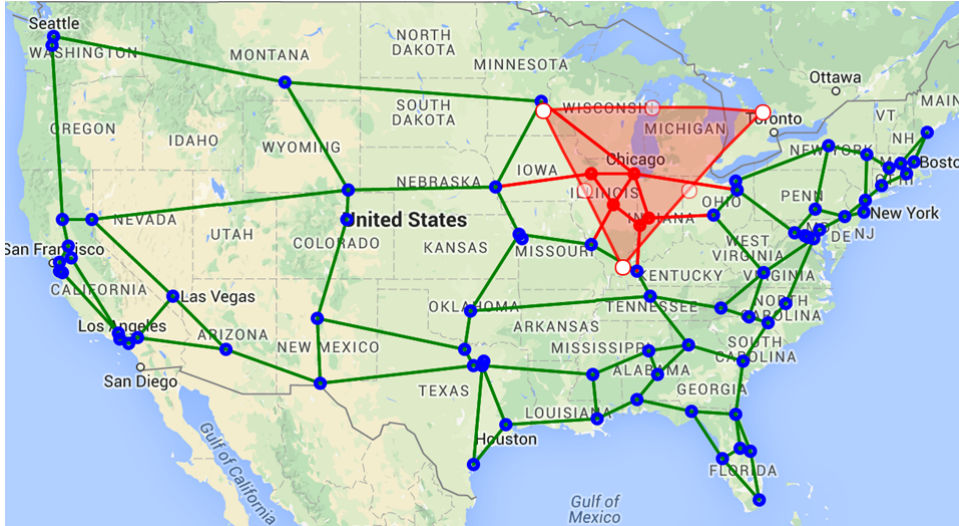 Seattle
WASHINGTON
MONTANA
NORTH
DAKOTA
MINNESOTA
Ottawa
MAIN
OREGON
IDAHO
WYOMING
SOUTH
DAKOTA
WISCONSIN
MICHIGAN
Toronto
VT
NH
NEW YORK
Boston
IOWA
Chicago
NEBRASKA
ILLINOIS
INDIANA
OHIO
PENN
New York
NEVADA
UTAH
United States
COLORADO
KANSAS
MISSOURI
WEST
VIRGINIA
DE
NJ
San Francisco
CALIFORNIA
KENTUCKY
VIRGINIA
Las Vegas
OKLAHOMA
TENNESSEE
NORTH
CAROLINA
Los Angeles
ARIZONA
NEW MEXICO
ARKANSAS
MISSISSIPPI
SOUTH
CAROLINA
San Diego
TEXAS
ALABAMA
GEORGIA
LOUISIANA
Houston
Gulf of
California
FLORIDA
Gulf of
Mexico